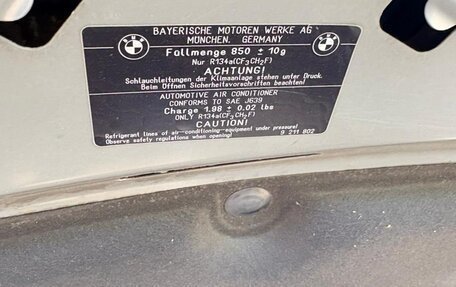 BAYERISCHE MOTOREN WERKE AG
MÜNCHEN, GERMANY
Füllmenge 850 ± 10g
Nur R134a(CF3CH2F)
ACHTUNG!
Schlauchleitungen der Klimaanlage stehen unter Druck.
Beim Öffnen Sicherheitsvorschriften beachten!
AUTOMOTIVE AIR CONDITIONER
CONFORMS TO SAE J639
Charge 1.88 ± 0.02 lbs
ONLY R134a(CF3CH2F)
CAUTION!
Refrigerant lines of air-conditioning-equipment under pressure!
Observe safety regulations when opening!
9 211 802